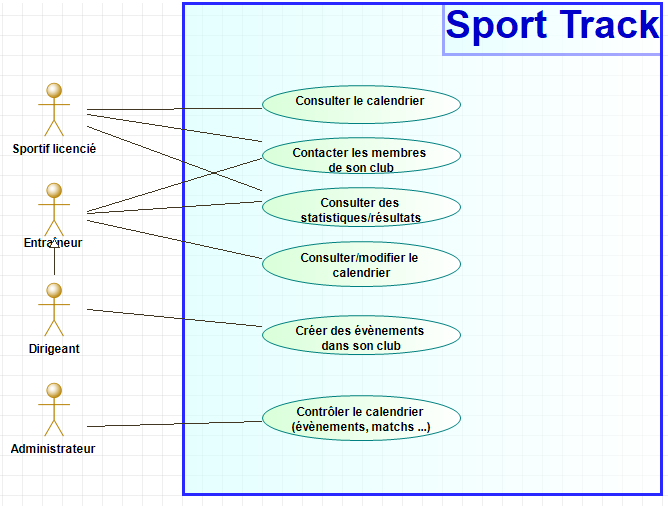 Sport Track
Consulter le calendrier
Sportif licencié
Contacter les membres
de son club
Consulter des
statistiques/résultats
Entraîneur
Consulter/modifier le
calendrier
Créer des évènements
dans son club
Dirigeant
Contrôler le calendrier
(évènements, matchs ...)
Administrateur